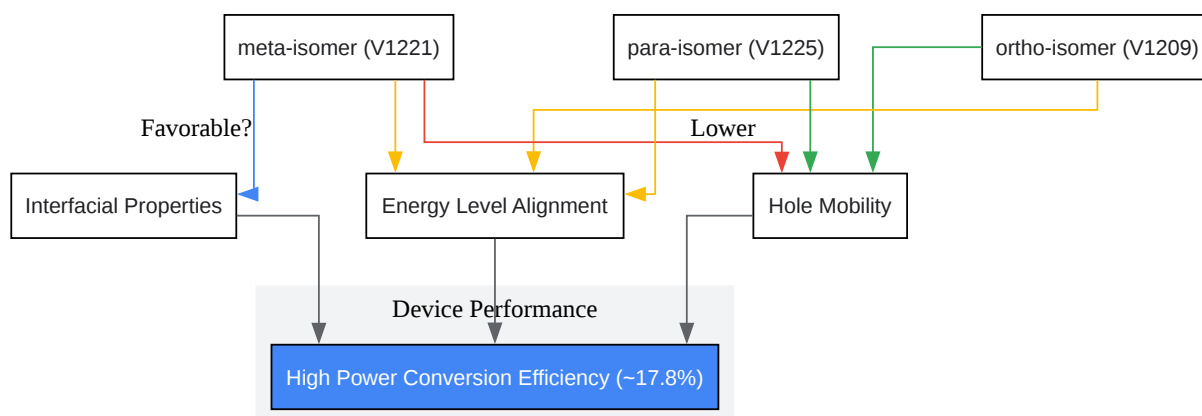 meta-isomer (V1221)
para-isomer (V1225)
ortho-isomer (V1209)
Favorable?
Lower
Interfacial Properties
Energy Level Alignment
Hole Mobility
Device Performance
High Power Conversion Efficiency (~17.8%)